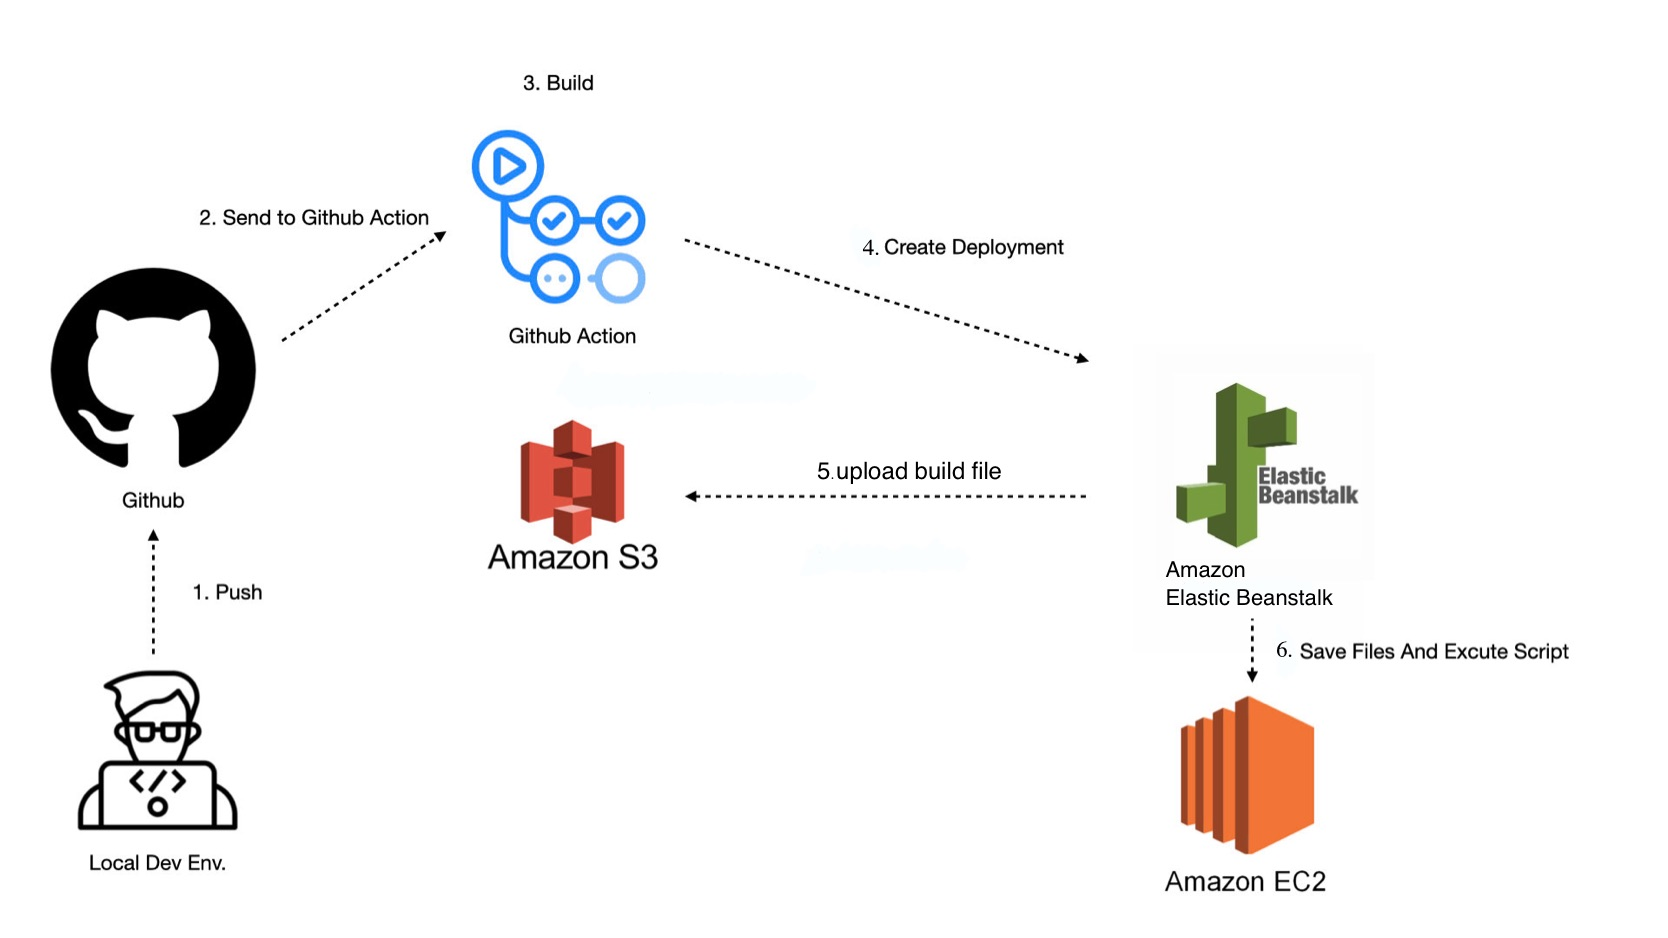 3. Build
2. Send to Github Action
4. Create Deployment
Github Action
5.upload build file
Elastic
Beanstalk
Github
Amazon S3
Amazon
Elastic Beanstalk
1. Push
6. Save Files And Excute Script
</>
Local Dev Env.
Amazon EC2